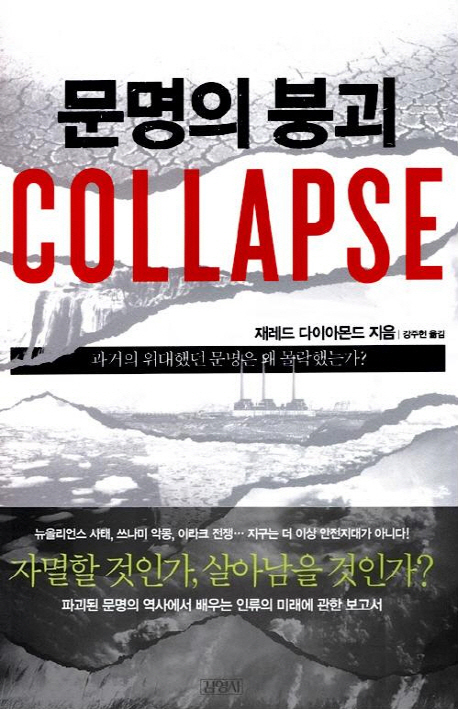 문명의 붕괴
COLLAPSE
재레드 다이아몬드 지음 | 강주헌 옮김
과거의 위대했던 문명은 왜 몰락했는가?
뉴올리언스 사태, 쓰나미 악몽, 이라크 전쟁… 지구는 더 이상 안전지대가 아니다!
자멸할 것인가, 살아남을 것인가?
파괴된 문명의 역사에서 배우는 인류의 미래에 관한 보고서
김영사